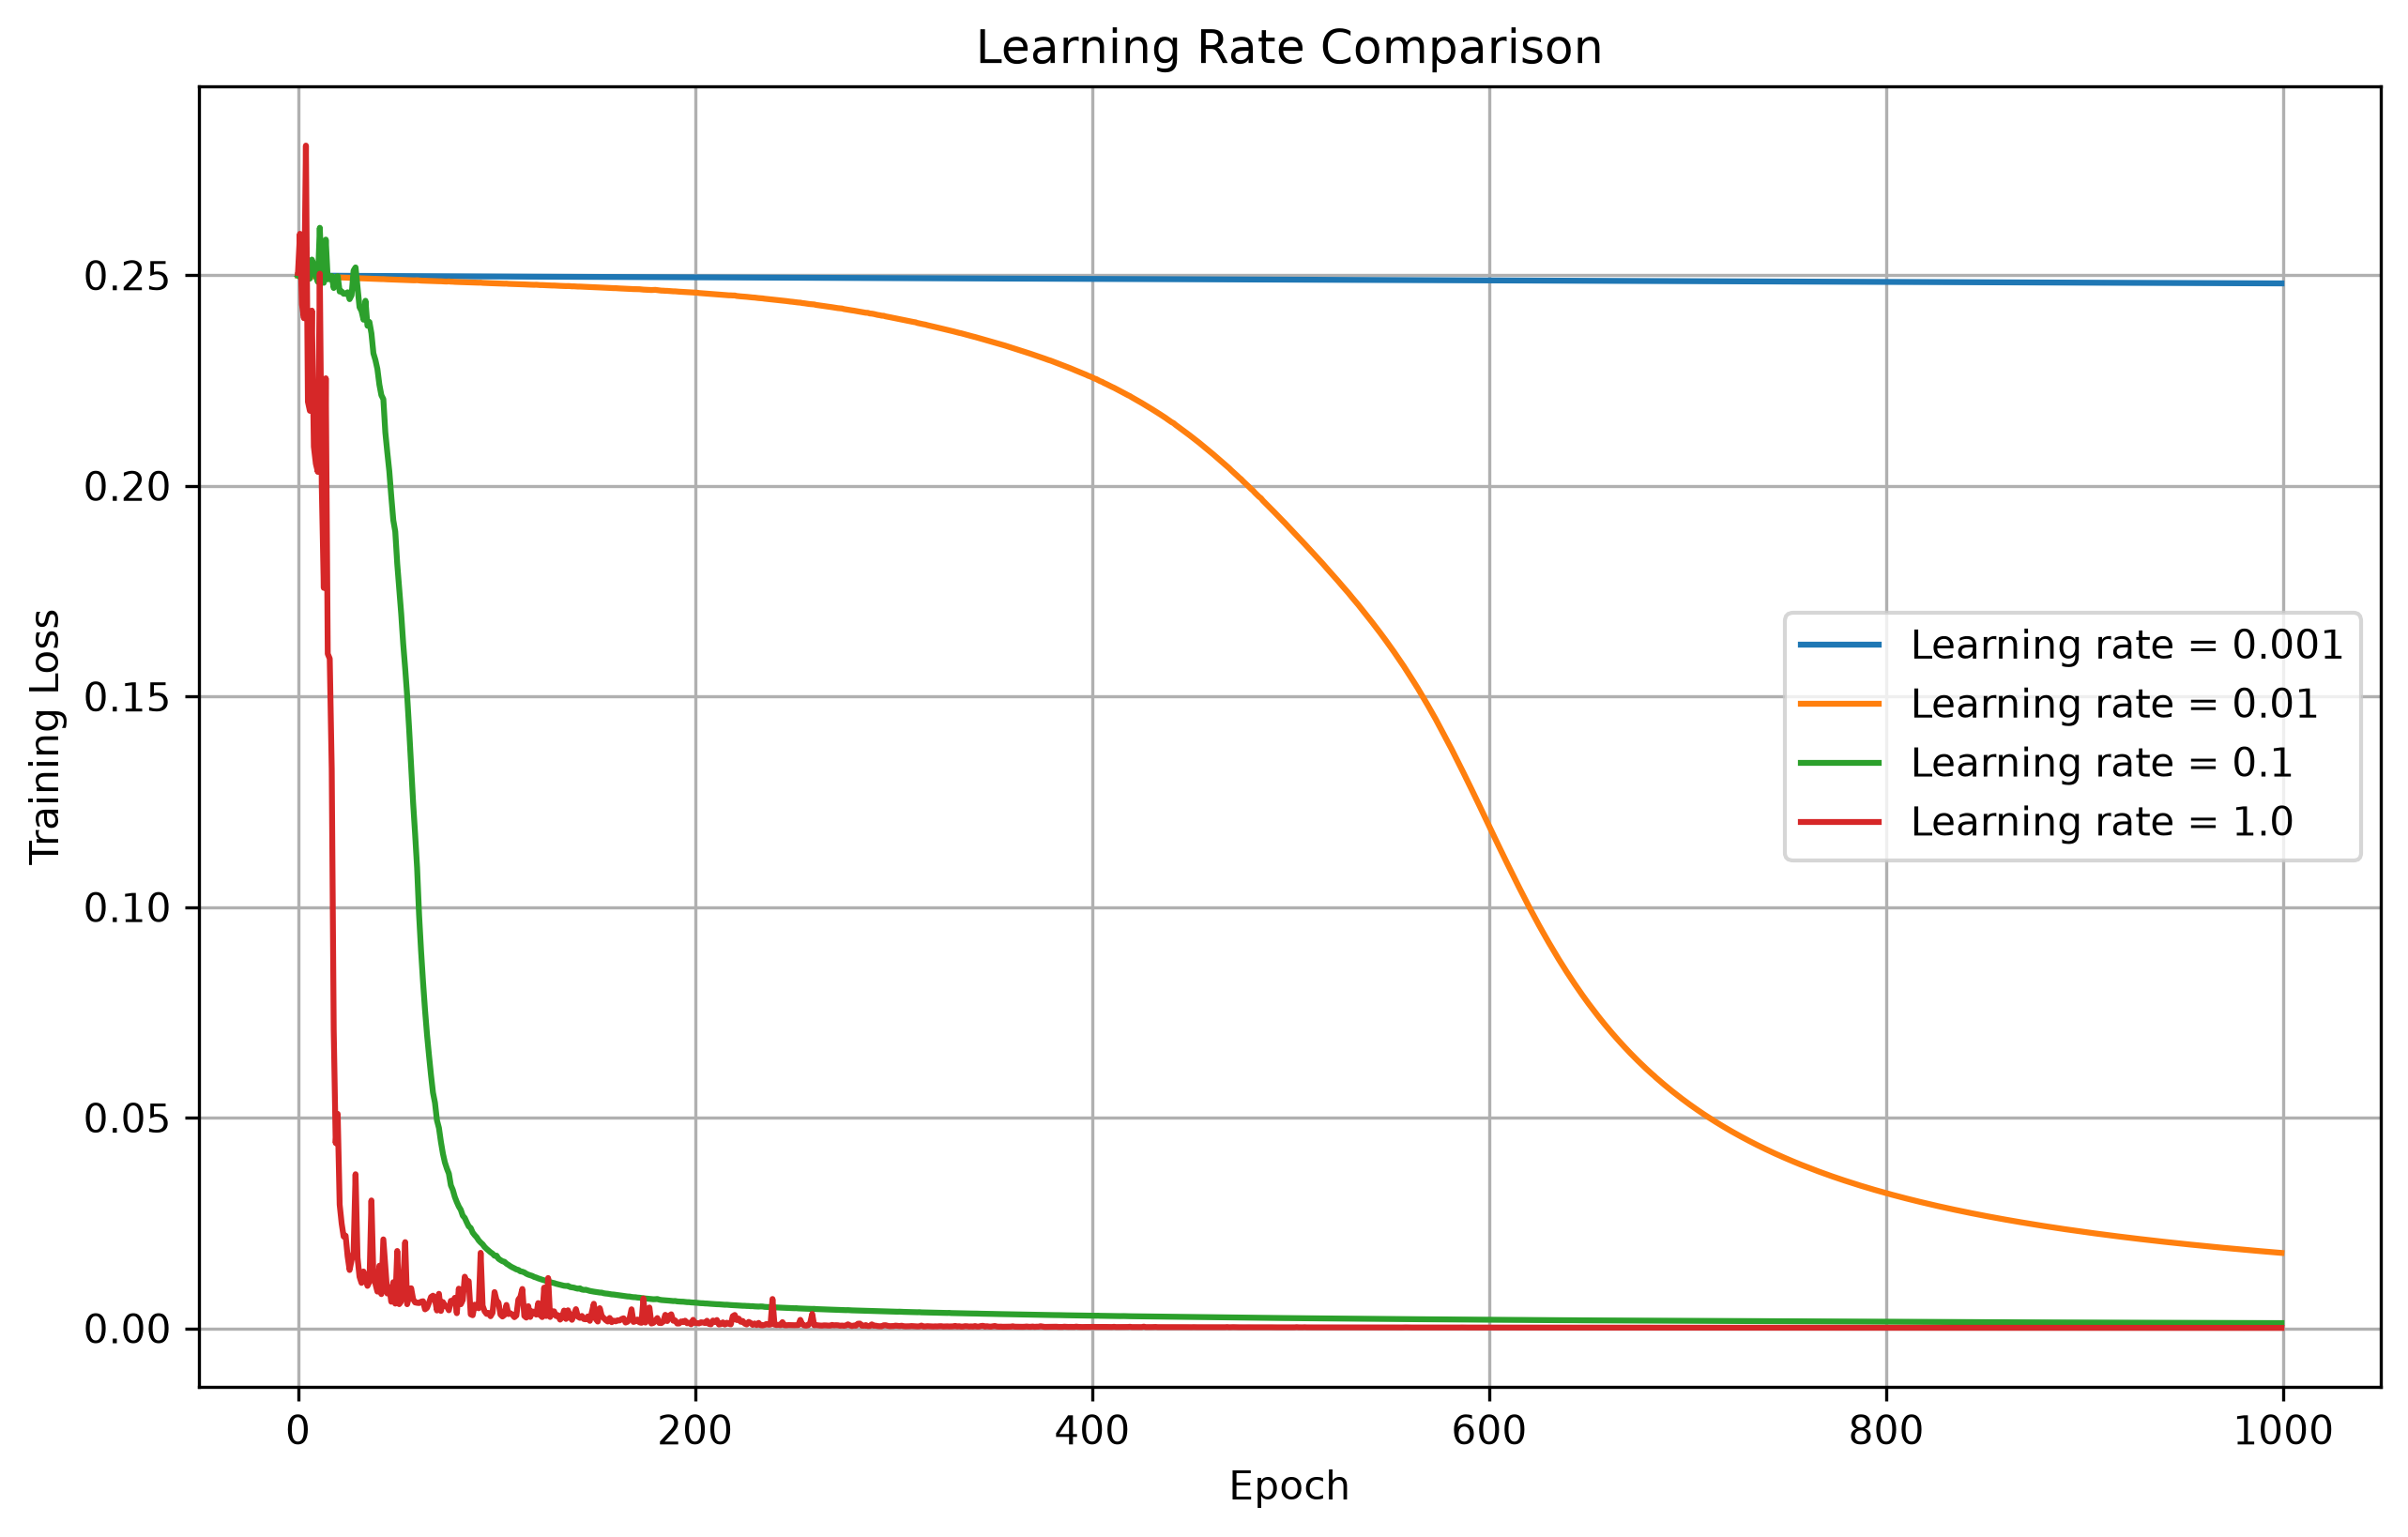 Learning Rate Comparison
Training Loss
0.25
0.20
0.15
0.10
0.05
0.00
Learning rate = 0.001
Learning rate = 0.01
Learning rate = 0.1
Learning rate = 1.0
0 200 400 600 800 1000
Epoch